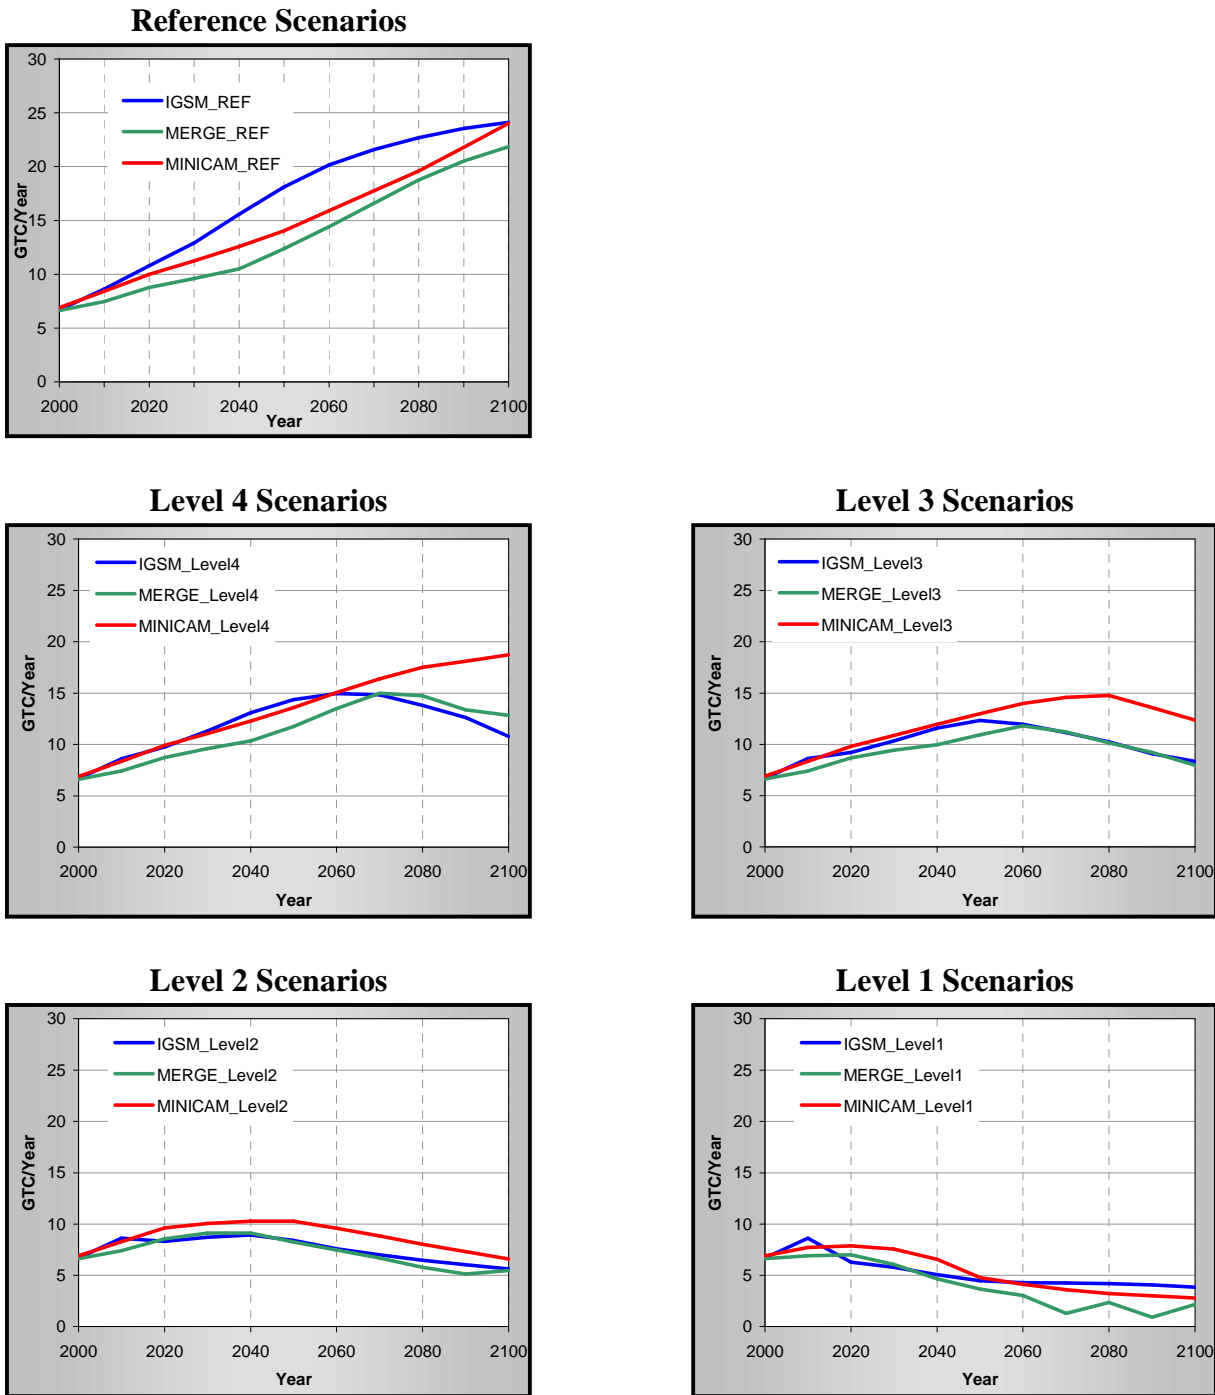 Reference Scenarios
30
25
20
15
10
5
0
GTC/Year
IGSM_REF
MERGE_REF
MINICAM_REF
2000 2020 2040 2060 2080 2100
Year
Level 4 Scenarios
30
25
20
15
10
5
0
GTC/Year
IGSM_Level4
MERGE_Level4
MINICAM_Level4
2000 2020 2040 2060 2080 2100
Year
Level 3 Scenarios
30
25
20
15
10
5
0
GTC/Year
IGSM_Level3
MERGE_Level3
MINICAM_Level3
2000 2020 2040 2060 2080 2100
Year
Level 2 Scenarios
30
25
20
15
10
5
0
GTC/Year
IGSM_Level2
MERGE_Level2
MINICAM_Level2
2000 2020 2040 2060 2080 2100
Year
Level 1 Scenarios
30
25
20
15
10
5
0
GTC/Year
IGSM_Level1
MERGE_Level1
MINICAM_Level1
2000 2020 2040 2060 2080 2100
Year